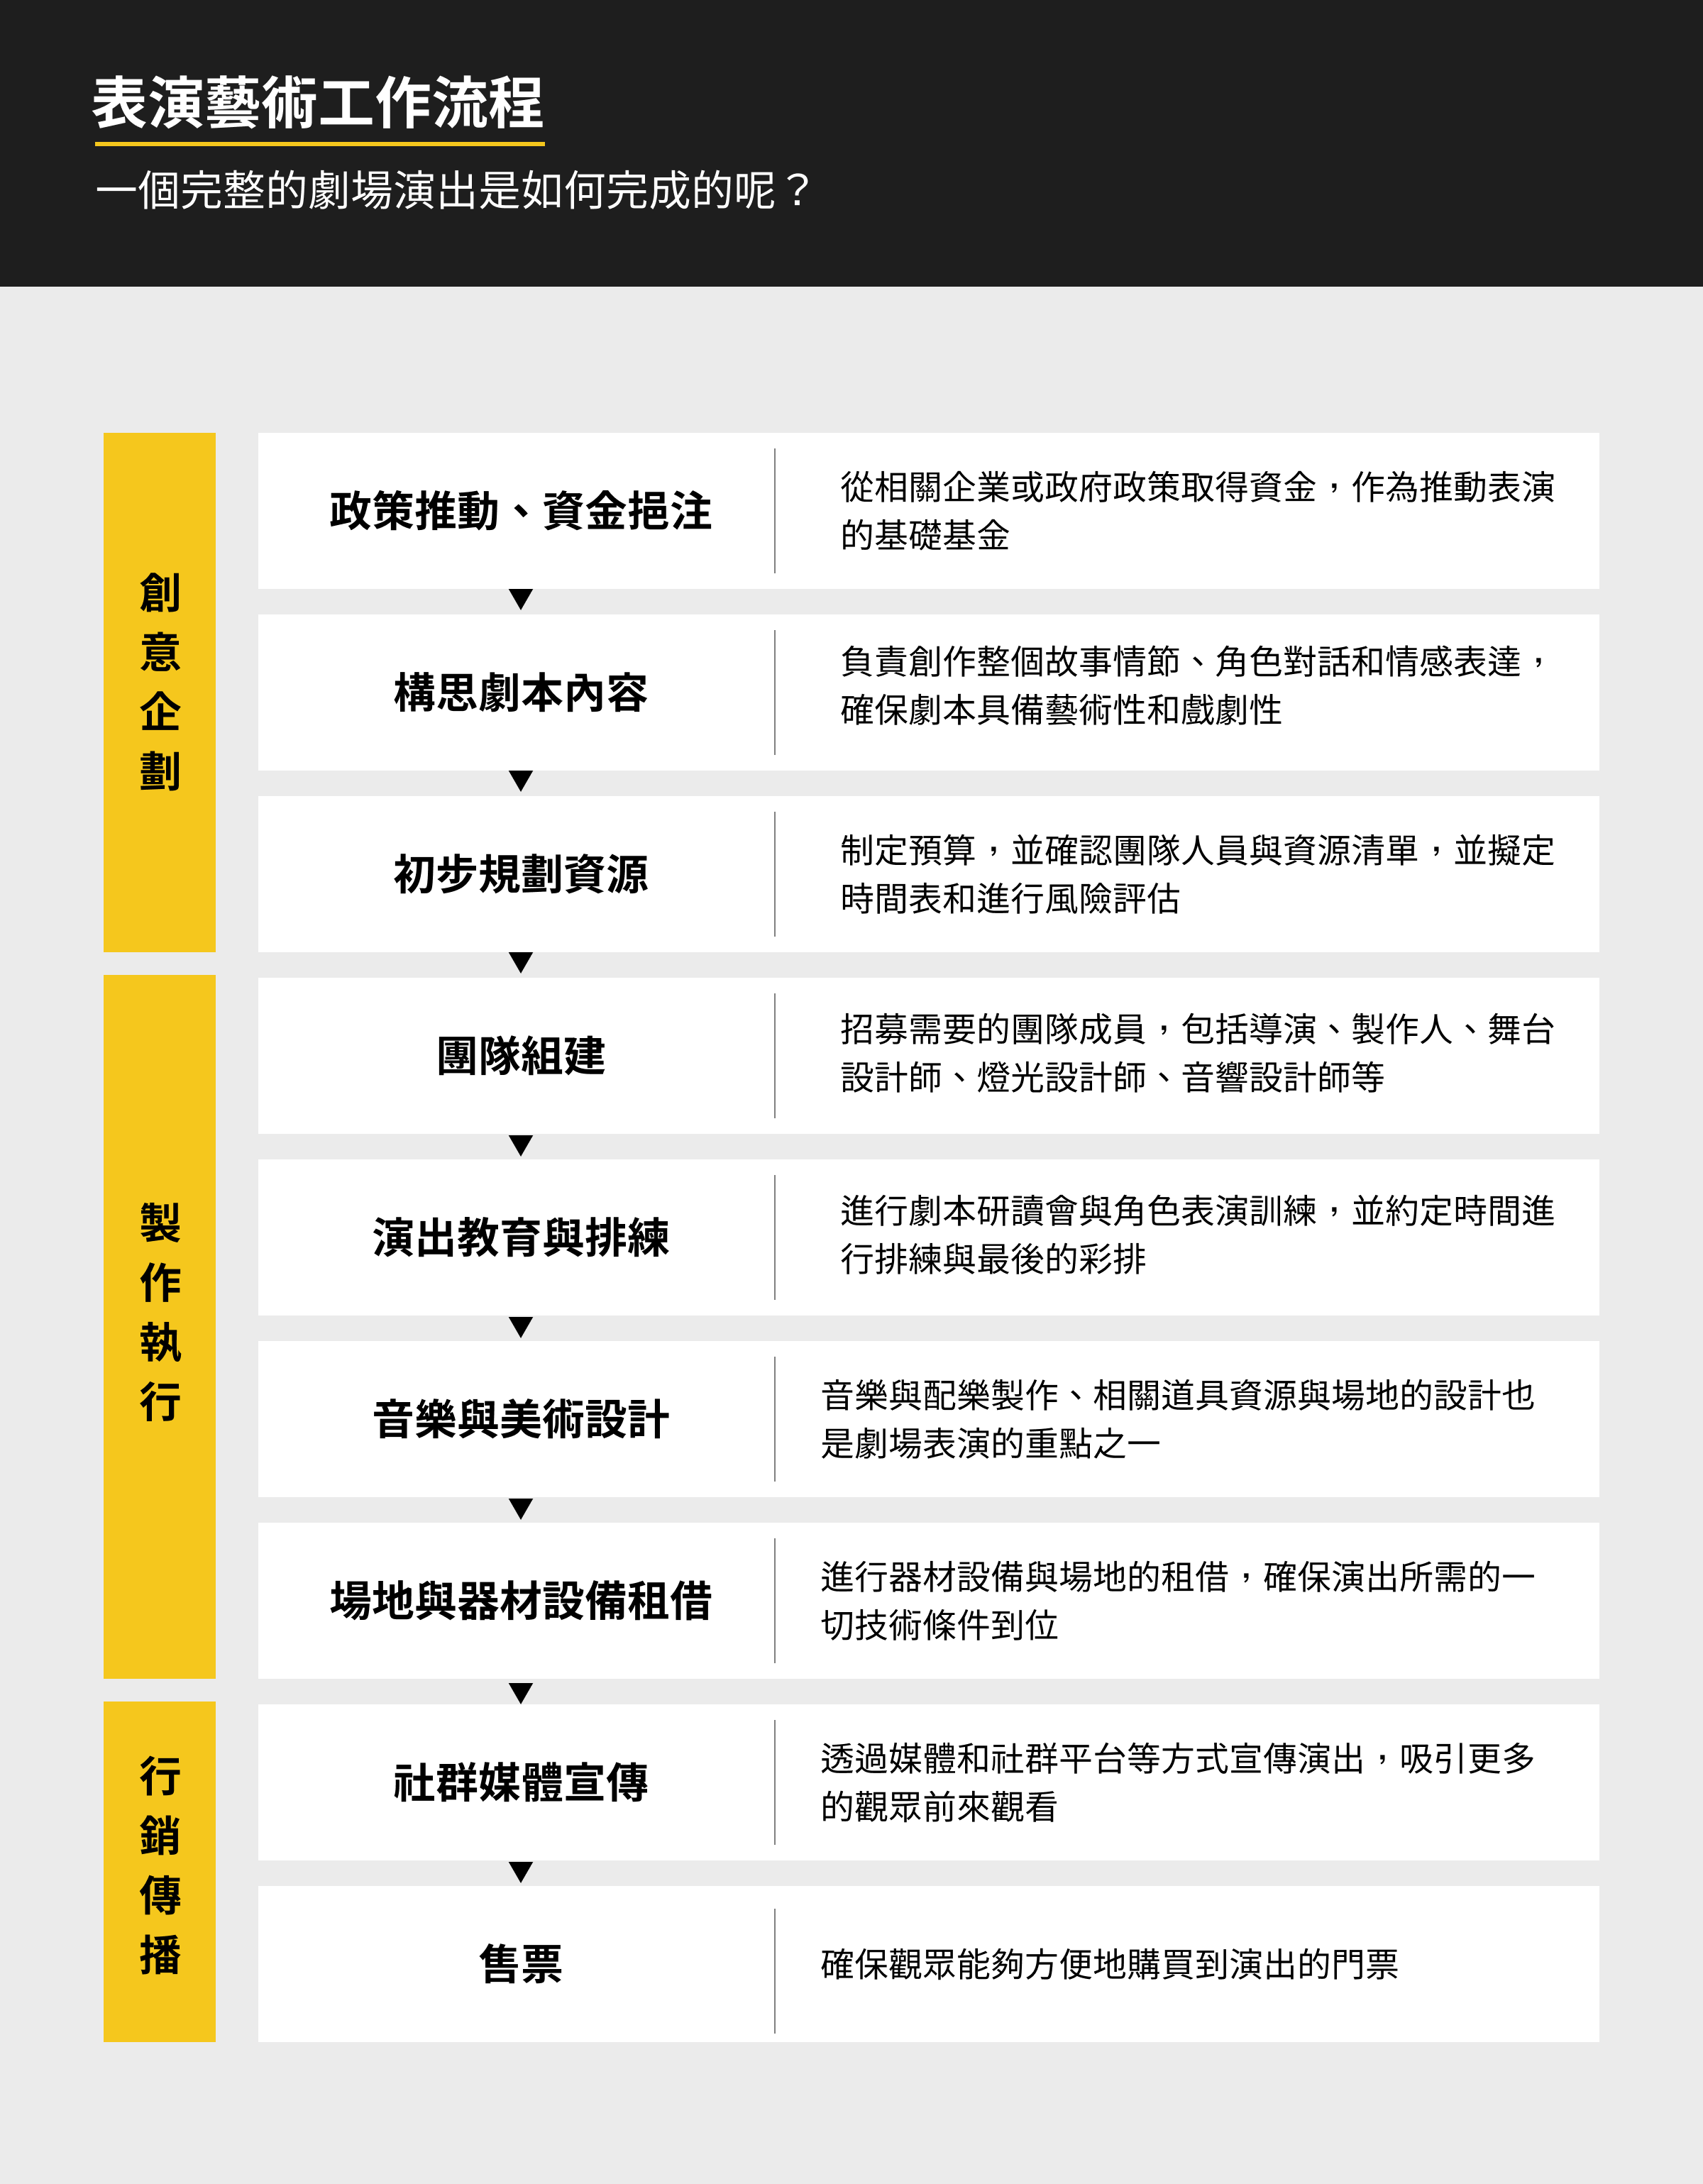 表演藝術工作流程
一個完整的劇場演出是如何完成的呢？
創意企劃
政策推動、資金挹注
從相關企業或政府政策取得資金，作為推動表演
的基礎基金
構思劇本內容
負責創作整個故事情節、角色對話和情感表達，
確保劇本具備藝術性和戲劇性
初步規劃資源
制定預算，並確認團隊人員與資源清單，並擬定
時間表和進行風險評估
製作執行
團隊組建
招募需要的團隊成員，包括導演、製作人、舞台
設計師、燈光設計師、音響設計師等
演出教育與排練
進行劇本研讀會與角色表演訓練，並約定時間進
行排練與最後的彩排
音樂與美術設計
音樂與配樂製作、相關道具資源與場地的設計也
是劇場表演的重點之一
場地與器材設備租借
進行器材設備與場地的租借，確保演出所需的一
切技術條件到位
行銷傳播
社群媒體宣傳
透過媒體和社群平台等方式宣傳演出，吸引更多
的觀眾前來觀看
售票
確保觀眾能夠方便地購買到演出的門票